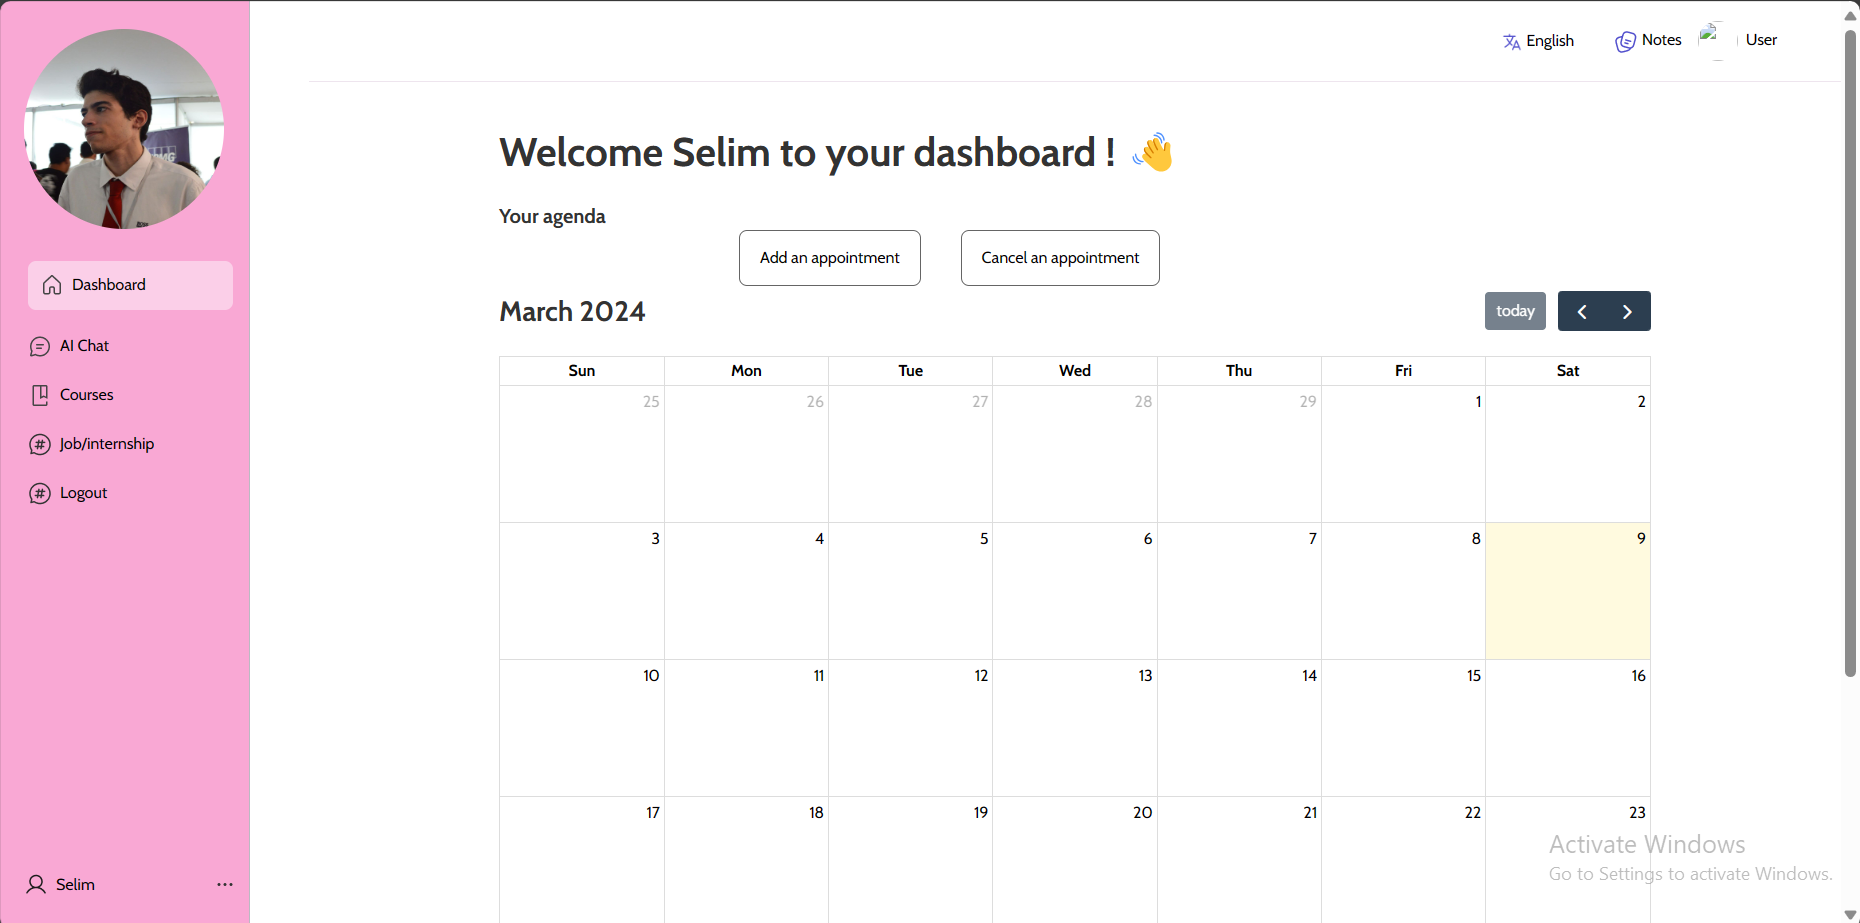 English
Notes
User
Welcome Selim to your dashboard !
Your agenda
Add an appointment
Cancel an appointment
March 2024
today
Sun Mon Tue Wed Thu Fri Sat
25 26 27 28 29 1 2
3 4 5 6 7 8 9
10 11 12 13 14 15 16
17 18 19 20 21 22 23
Dashboard
AI Chat
Courses
Job/internship
Logout
Selim
Activate Windows
Go to Settings to activate Windows.